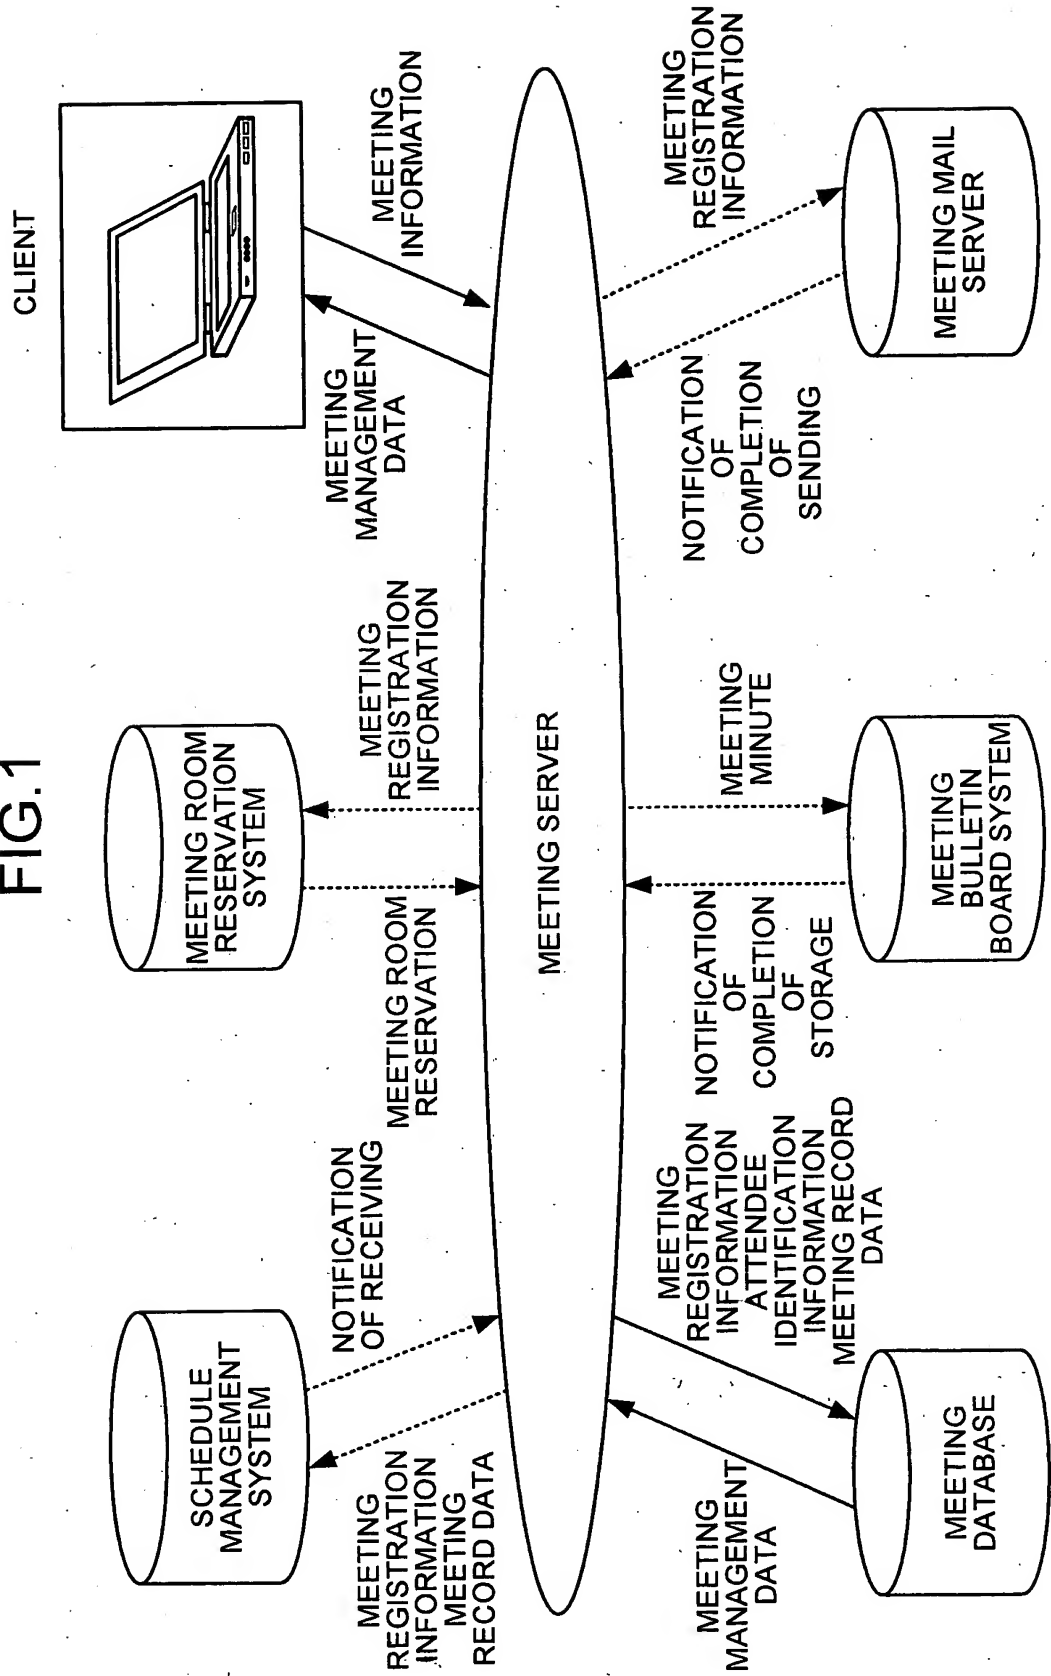 FIG.1
SCHEDULE
MANAGEMENT
SYSTEM
MEETING ROOM
RESERVATION
SYSTEM
CLIENT
MEETING
REGISTRATION
INFORMATION
MEETING
RECORD DATA
NOTIFICATION
OF RECEIVING
MEETING ROOM
RESERVATION
MEETING
REGISTRATION
INFORMATION
MEETING
MANAGEMENT
DATA
MEETING
INFORMATION
MEETING SERVER
MEETING
MANAGEMENT
DATA
MEETING
REGISTRATION
INFORMATION
ATTENDEE
IDENTIFICATION
INFORMATION
MEETING RECORD
DATA
NOTIFICATION
OF
COMPLETION
OF
STORAGE
MEETING
MINUTE
NOTIFICATION
OF
COMPLETION
OF
SENDING
MEETING
REGISTRATION
INFORMATION
MEETING
DATABASE
MEETING
BULLETIN
BOARD SYSTEM
MEETING MAIL
SERVER